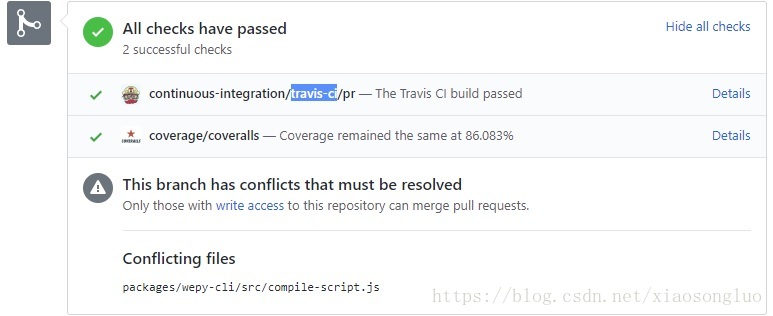 All checks have passed
Hide all checks
2 successful checks
continuous-integration/travis-ci/pr — The Travis CI build passed
Details
coverage/coveralls — Coverage remained the same at 86.083%
Details
This branch has conflicts that must be resolved
Only those with write access to this repository can merge pull requests.
Conflicting files
packages/wepy-cli/src/compile-script.js
https://blog.csdn.net/xiaosongluo